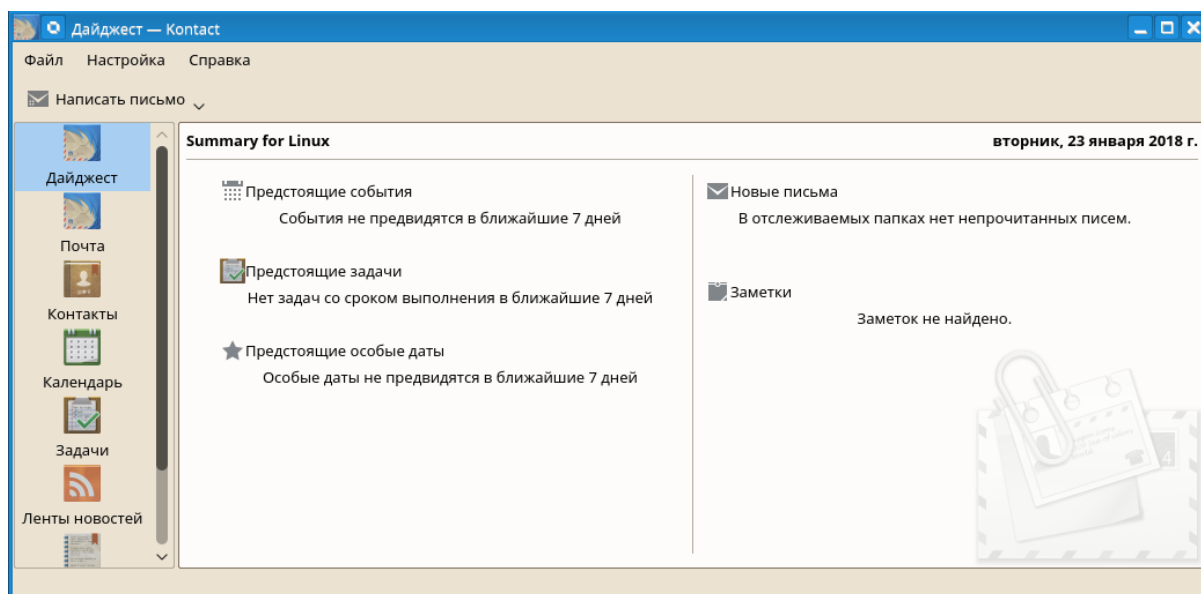 Дайджест — Kontact
Файл Настройка Справка
Написать письмо
Дайджест
Почта
Контакты
Календарь
Задачи
Ленты новостей
Summary for Linux
вторник, 23 января 2018 г.
Предстоящие события
События не предвидятся в ближайшие 7 дней
Предстоящие задачи
Нет задач со сроком выполнения в ближайшие 7 дней
Предстоящие особые даты
Особые даты не предвидятся в ближайшие 7 дней
Новые письма
В отслеживаемых папках нет непрочитанных писем.
Заметки
Заметок не найдено.